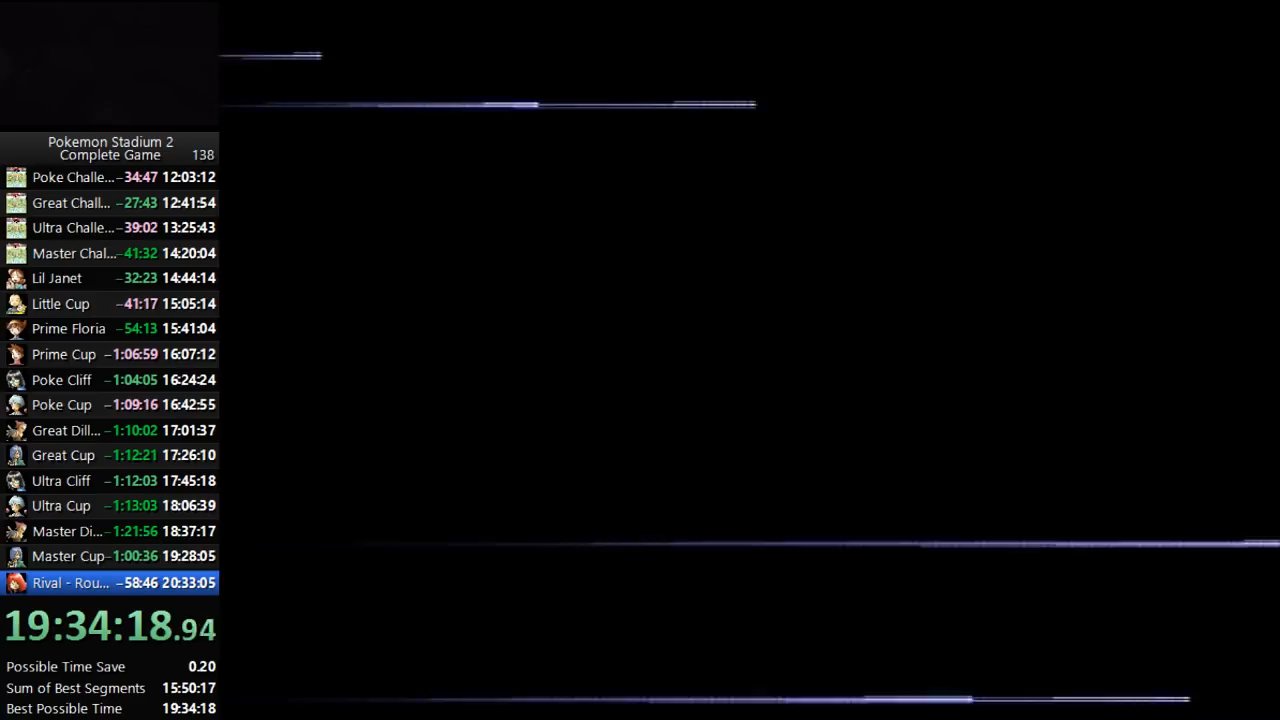 Pokemon Stadium 2
Complete Game 138
Poke Challe... −34:47 12:03:12
Great Chall... −27:43 12:41:54
Ultra Challe... −39:02 13:25:43
Master Chal... −41:32 14:20:04
Lil Janet −32:23 14:44:14
Little Cup −41:17 15:05:14
Prime Floria −54:13 15:41:04
Prime Cup −1:06:59 16:07:12
Poke Cliff −1:04:05 16:24:24
Poke Cup −1:09:16 16:42:55
Great Dill... −1:10:02 17:01:37
Great Cup −1:12:21 17:26:10
Ultra Cliff −1:12:03 17:45:18
Ultra Cup −1:13:03 18:06:39
Master Di... −1:21:56 18:37:17
Master Cup −1:00:36 19:28:05
Rival - Rou... −58:46 20:33:05
19:34:18.94
Possible Time Save 0.20
Sum of Best Segments 15:50:17
Best Possible Time 19:34:18